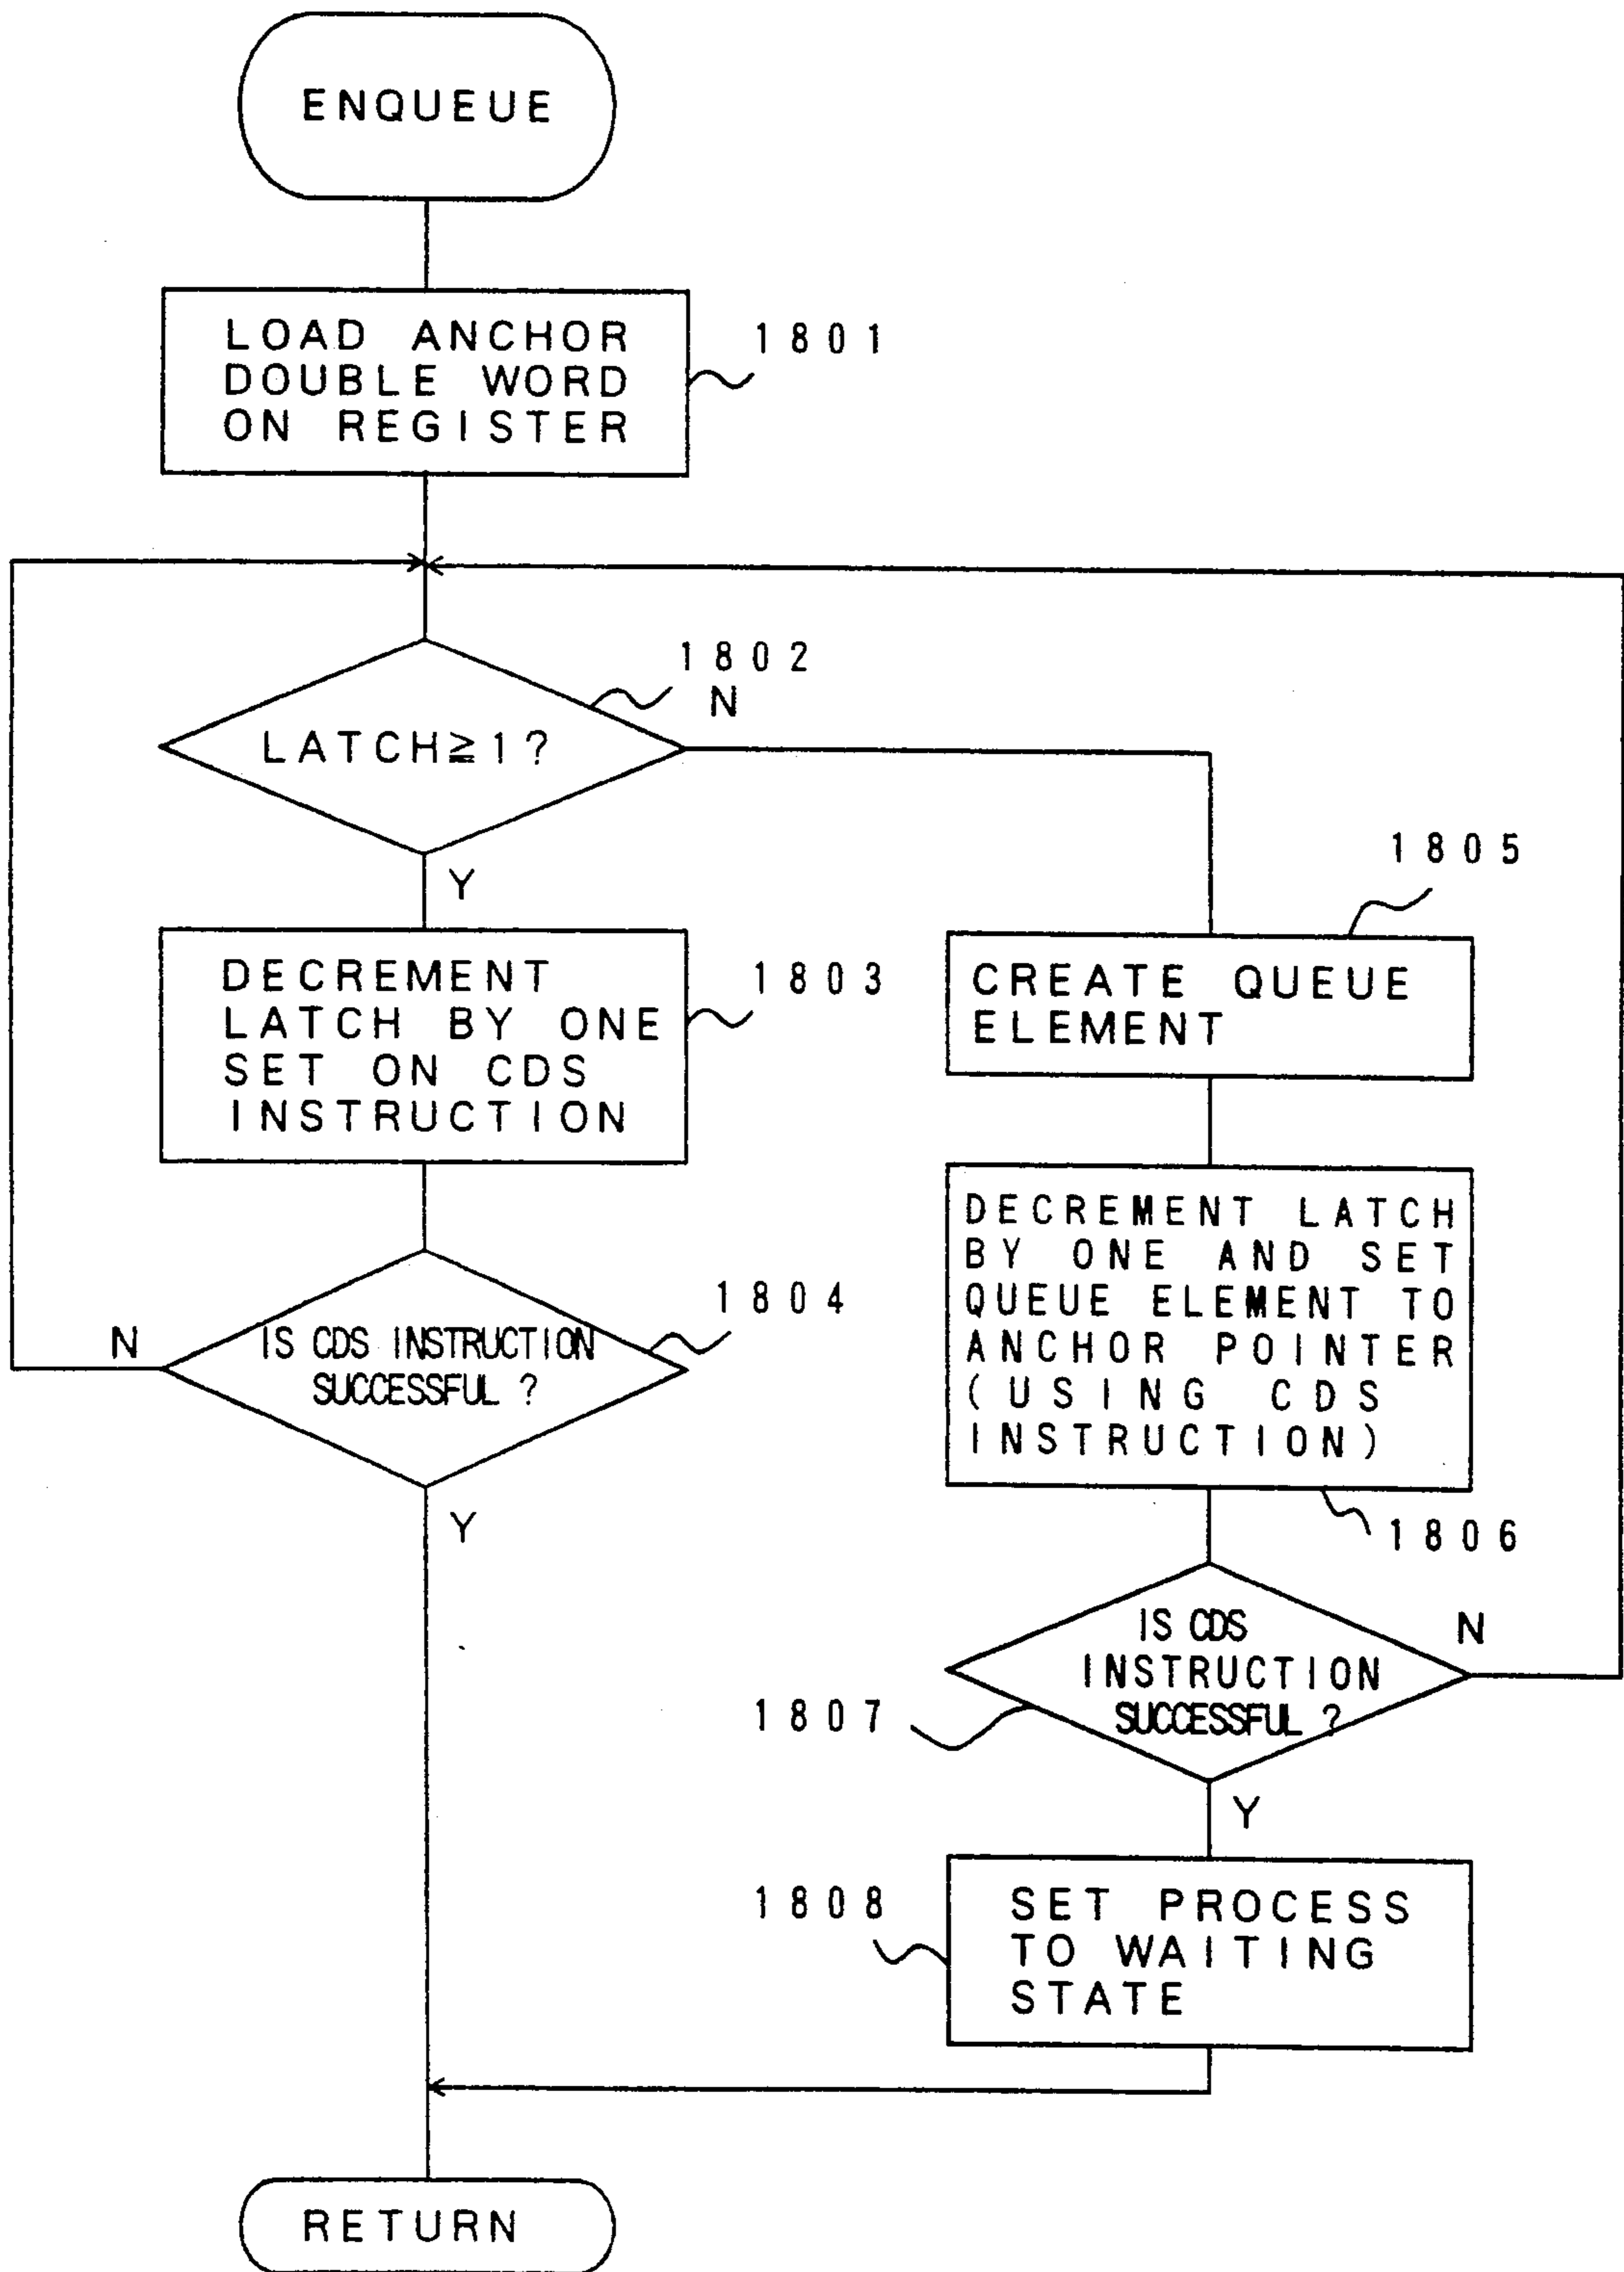 ENQUEUE
LOAD ANCHOR
DOUBLE WORD
ON REGISTER
1801
1802
N
LATCH≧1?
Y
DECREMENT
LATCH BY ONE
SET ON CDS
INSTRUCTION
1803
1804
N
IS CDS INSTRUCTION
SUCCESSFUL ?
Y
1805
CREATE QUEUE
ELEMENT
DECREMENT LATCH
BY ONE AND SET
QUEUE ELEMENT TO
ANCHOR POINTER
(USING CDS
INSTRUCTION)
1806
IS CDS
INSTRUCTION
SUCCESSFUL ?
N
1807
Y
1808
SET PROCESS
TO WAITING
STATE
RETURN